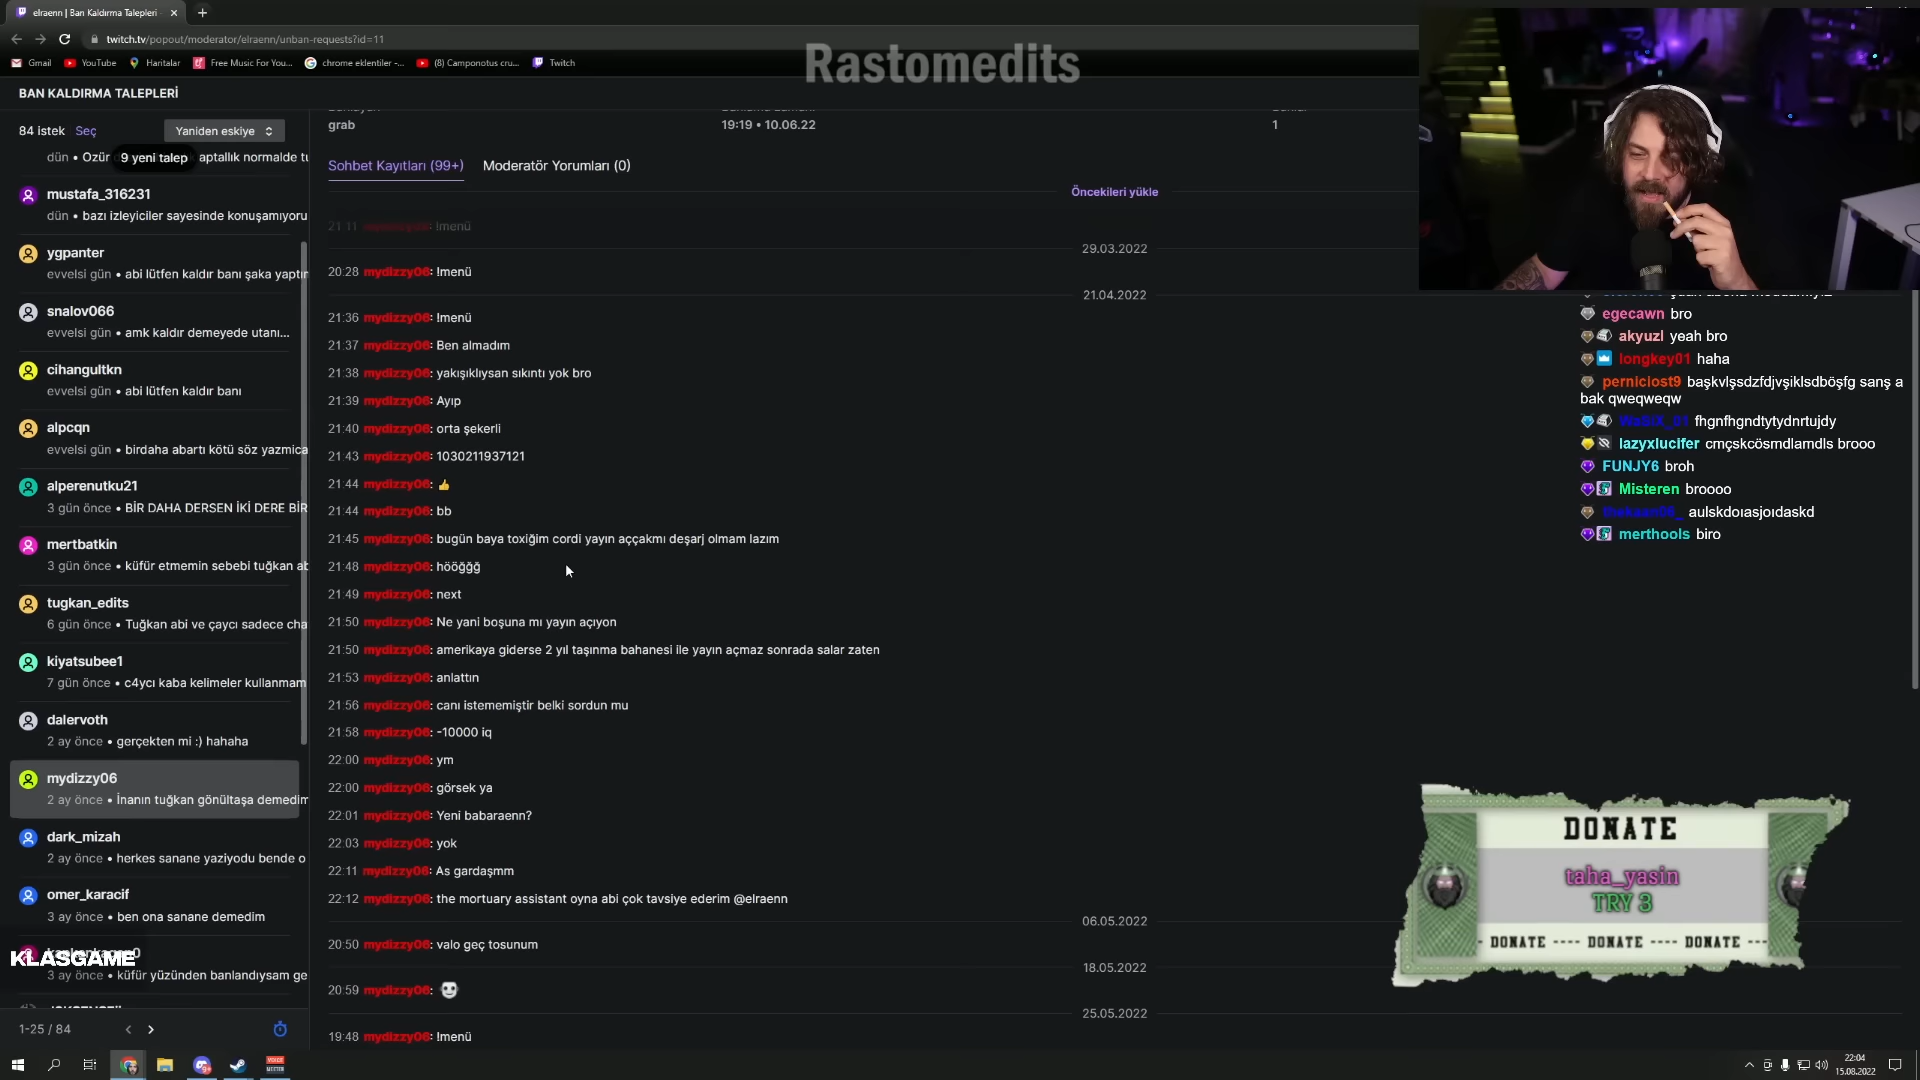 elraenn | Ban Kaldırma Talepleri
twitch.tv/popout/moderator/elraenn/unban-requests?id=11
Gmail
YouTube
Haritalar
Free Music For You...
chrome eklentiler -...
(8) Camponotus cru...
Twitch
Rastomedits
BAN KALDIRMA TALEPLERİ
84 istek Seç
Yaniden eskiye
dün • Özür
9 yeni talep
aptallık normalde tu
mustafa_316231
dün • bazı izleyiciler sayesinde konuşamıyoru
ygpanter
evvelsi gün • abi lütfen kaldır banı şaka yaptır
snalov066
evvelsi gün • amk kaldır demeyede utanı...
cihangultkn
evvelsi gün • abi lütfen kaldır banı
alpcqn
evvelsi gün • birdaha abartı kötü söz yazmica
alperenutku21
3 gün önce • BİR DAHA DERSEN İKİ DERE BİR
mertbatkin
3 gün önce • küfür etmemin sebebi tuğkan ab
tugkan_edits
6 gün önce • Tuğkan abi ve çaycı sadece cha
kiyatsubee1
7 gün önce • c4ycı kaba kelimeler kullanmam
dalervoth
2 ay önce • gerçekten mi :) hahaha
mydizzy06
2 ay önce • İnanın tuğkan gönültaşa demedim
dark_mizah
2 ay önce • herkes sanane yaziyodu bende o
omer_karacif
3 ay önce • ben ona sanane demedim
KLASGAME
3 ay önce • küfür yüzünden banlandıysam ge
1-25 / 84
grab
19:19 • 10.06.22
1
Sohbet Kayıtları (99+)
Moderatör Yorumları (0)
Öncekileri yükle
21:11 mydizzy06: !menü
29.03.2022
20:28 mydizzy06: !menü
21.04.2022
21:36 mydizzy06: !menü
21:37 mydizzy06: Ben almadım
21:38 mydizzy06: yakışıklıysan sıkıntı yok bro
21:39 mydizzy06: Ayıp
21:40 mydizzy06: orta şekerli
21:43 mydizzy06: 1030211937121
21:44 mydizzy06: 👍
21:44 mydizzy06: bb
21:45 mydizzy06: bugün baya toxiğim cordi yayın aççakmı deşarj olmam lazım
21:48 mydizzy06: hööğğğ
21:49 mydizzy06: next
21:50 mydizzy06: Ne yani boşuna mı yayın açıyon
21:50 mydizzy06: amerikaya giderse 2 yıl taşınma bahanesi ile yayın açmaz sonrada salar zaten
21:53 mydizzy06: anlattın
21:56 mydizzy06: canı istememiştir belki sordun mu
21:58 mydizzy06: -10000 iq
22:00 mydizzy06: ym
22:00 mydizzy06: görsek ya
22:01 mydizzy06: Yeni babaraenn?
22:03 mydizzy06: yok
22:11 mydizzy06: As gardaşmm
22:12 mydizzy06: the mortuary assistant oyna abi çok tavsiye ederim @elraenn
06.05.2022
20:50 mydizzy06: valo geç tosunum
18.05.2022
20:59 mydizzy06:
25.05.2022
19:48 mydizzy06: !menü
egecawn bro
akyuzl yeah bro
longkey01 haha
perniciost9 başkvlşsdzfdjvşiklsdböşfg sanş a
bak qweqweqw
fhgnfhgndtytydnrtujdy
lazyxlucifer cmçskcösmdlamdls brooo
FUNJY6 broh
Misteren broooo
aulskdoıasjoıdaskd
merthools biro
DONATE
taha_yasin
TRY 3
- DONATE ---- DONATE ---- DONATE ---
VOICE
MEETER
22:04
15.08.2022